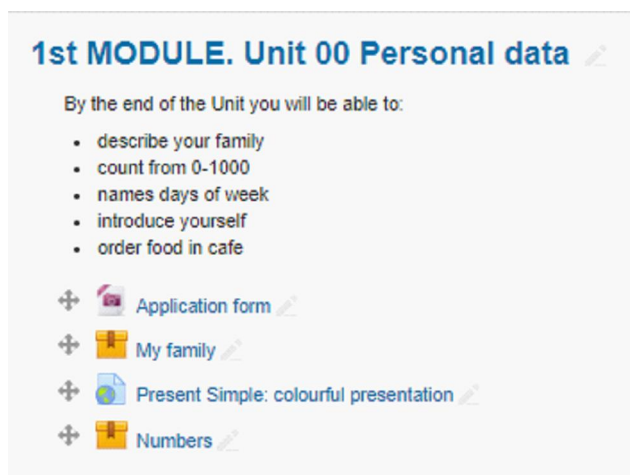 1st MODULE. Unit 00 Personal data
By the end of the Unit you will be able to:
describe your family
count from 0-1000
names days of week
introduce yourself
order food in cafe
Application form
My family
Present Simple: colourful presentation
Numbers